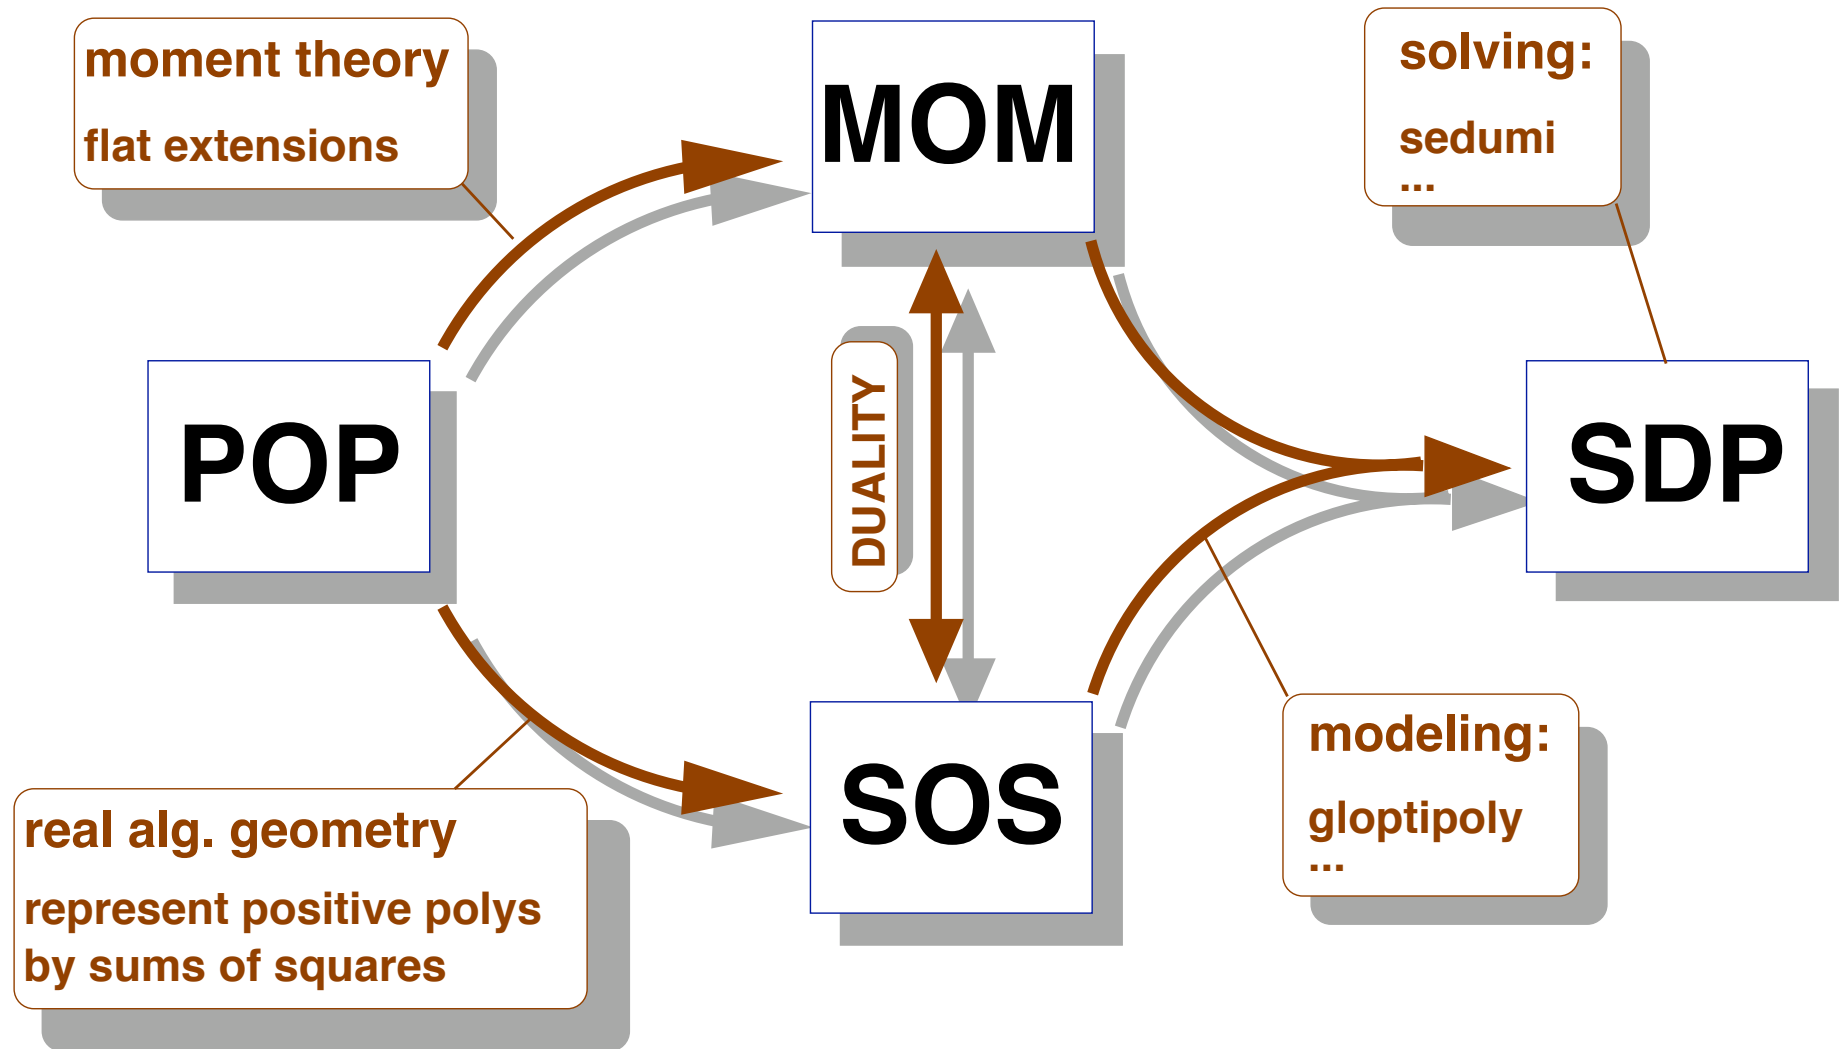 moment theory
flat extensions
MOM
solving:
sedumi
...
POP
DUALITY
SDP
real alg. geometry
represent positive polys
by sums of squares
SOS
modeling:
gloptipoly
...